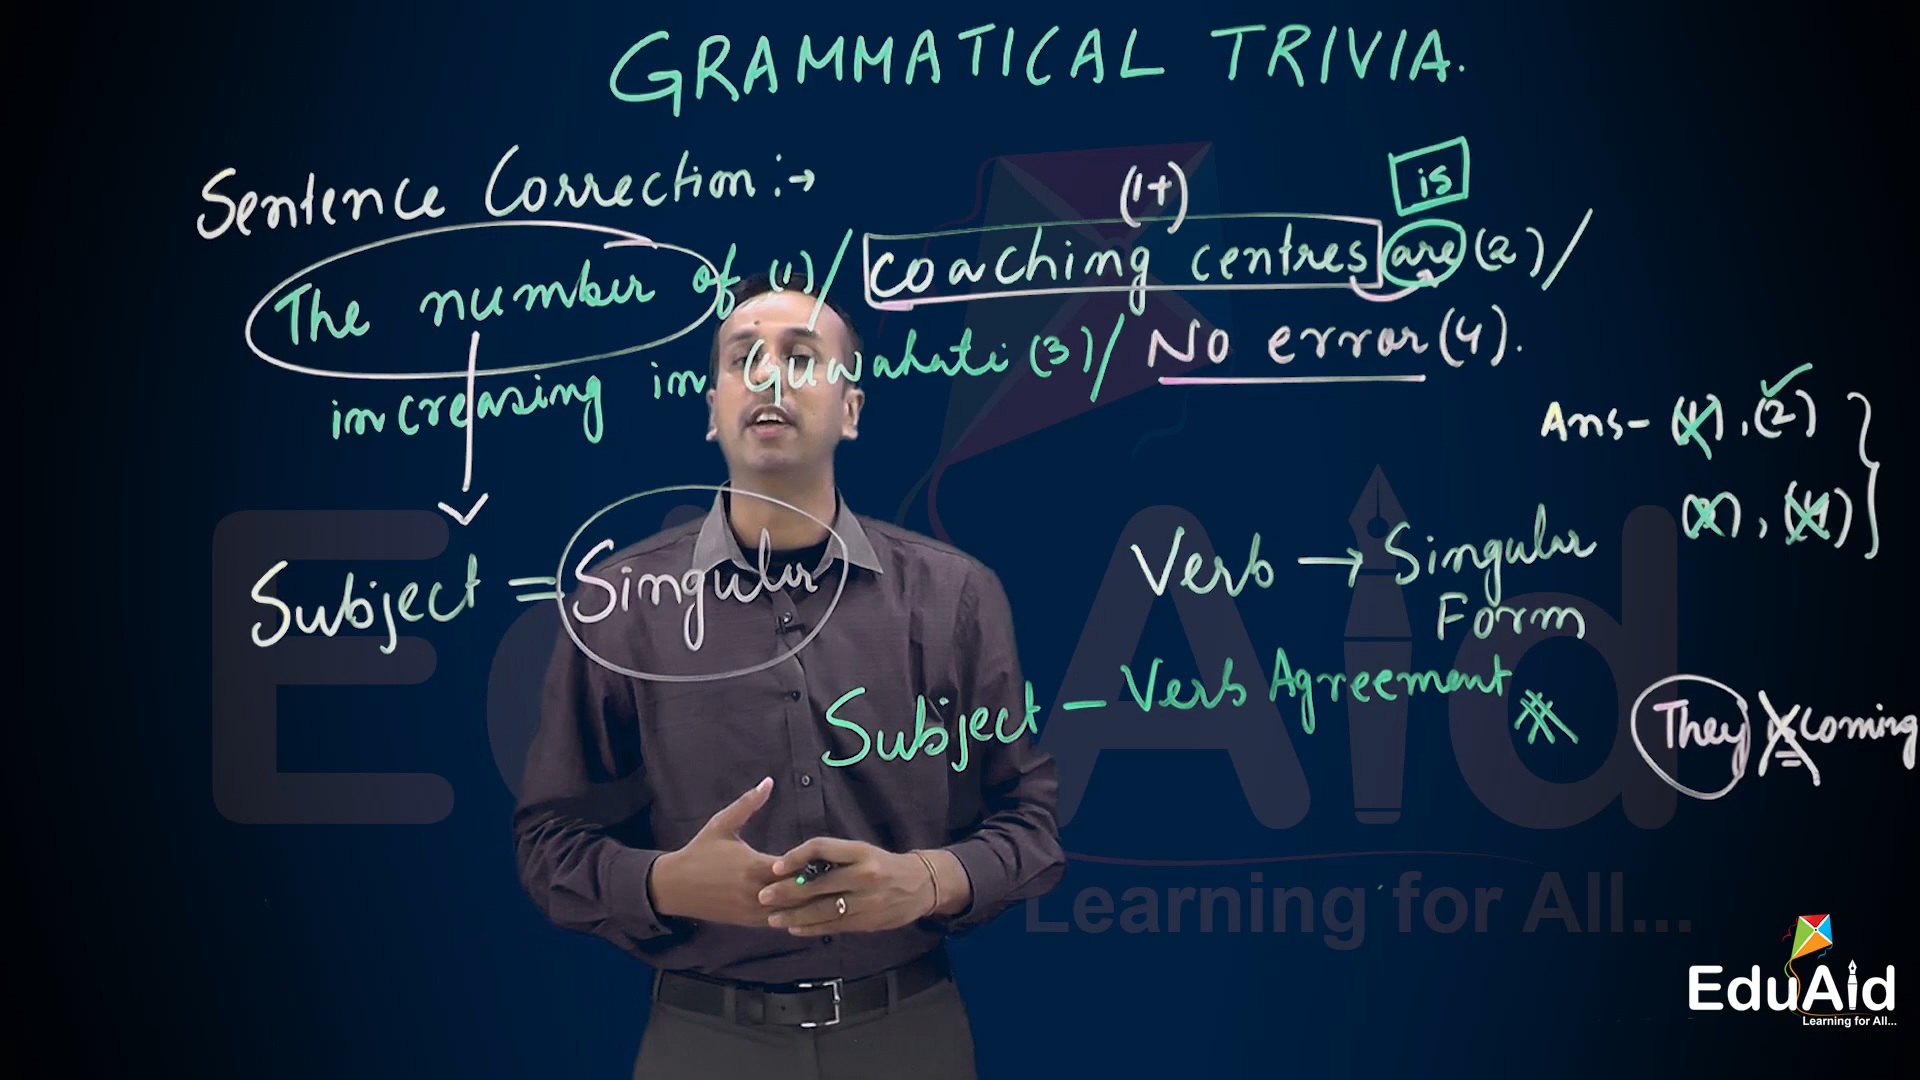 GRAMMATICAL TRIVIA.
Sentence Correction :→
(1+)
is
The number of (1)/ coaching centres are (2)/
increasing in Guwahati (3)/ No error (4).
Ans - (1), (2)
(3), (4)
Subject = Singular
Verb → Singular
Form
Subject – Verb Agreement
They is coming
EduAid
Learning for All...
EduAid
Learning for All...